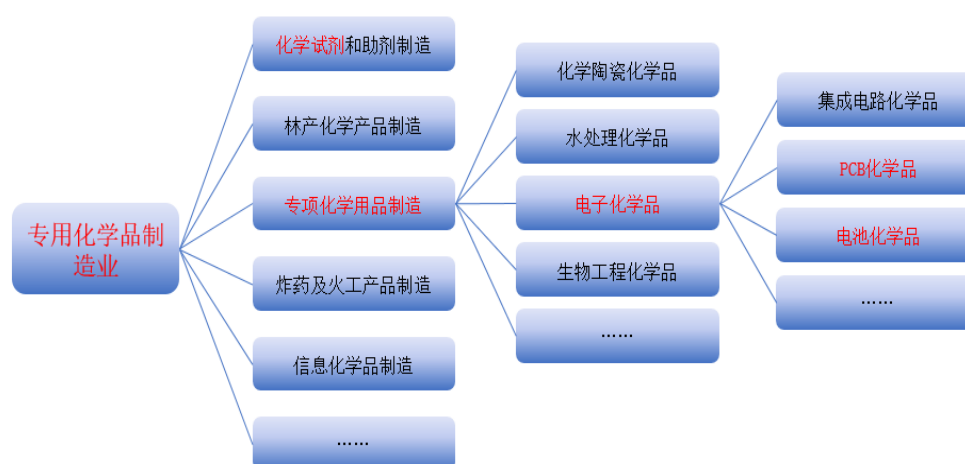 化学试剂和助剂制造
林产化学产品制造
专项化学用品制造
炸药及火工产品制造
信息化学品制造
……
专用化学品制
造业
化学陶瓷化学品
水处理化学品
电子化学品
生物工程化学品
……
集成电路化学品
PCB化学品
电池化学品
……